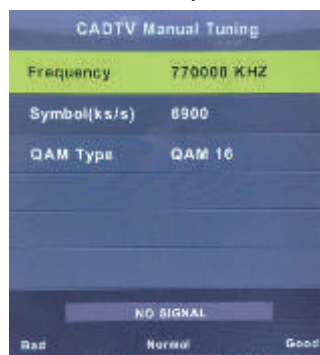 CADTV Manual Tuning
Frequency 770000 KHZ
Symbol(ks/s) 6900
QAM Type QAM 16
NO SIGNAL
Bad Normal Good